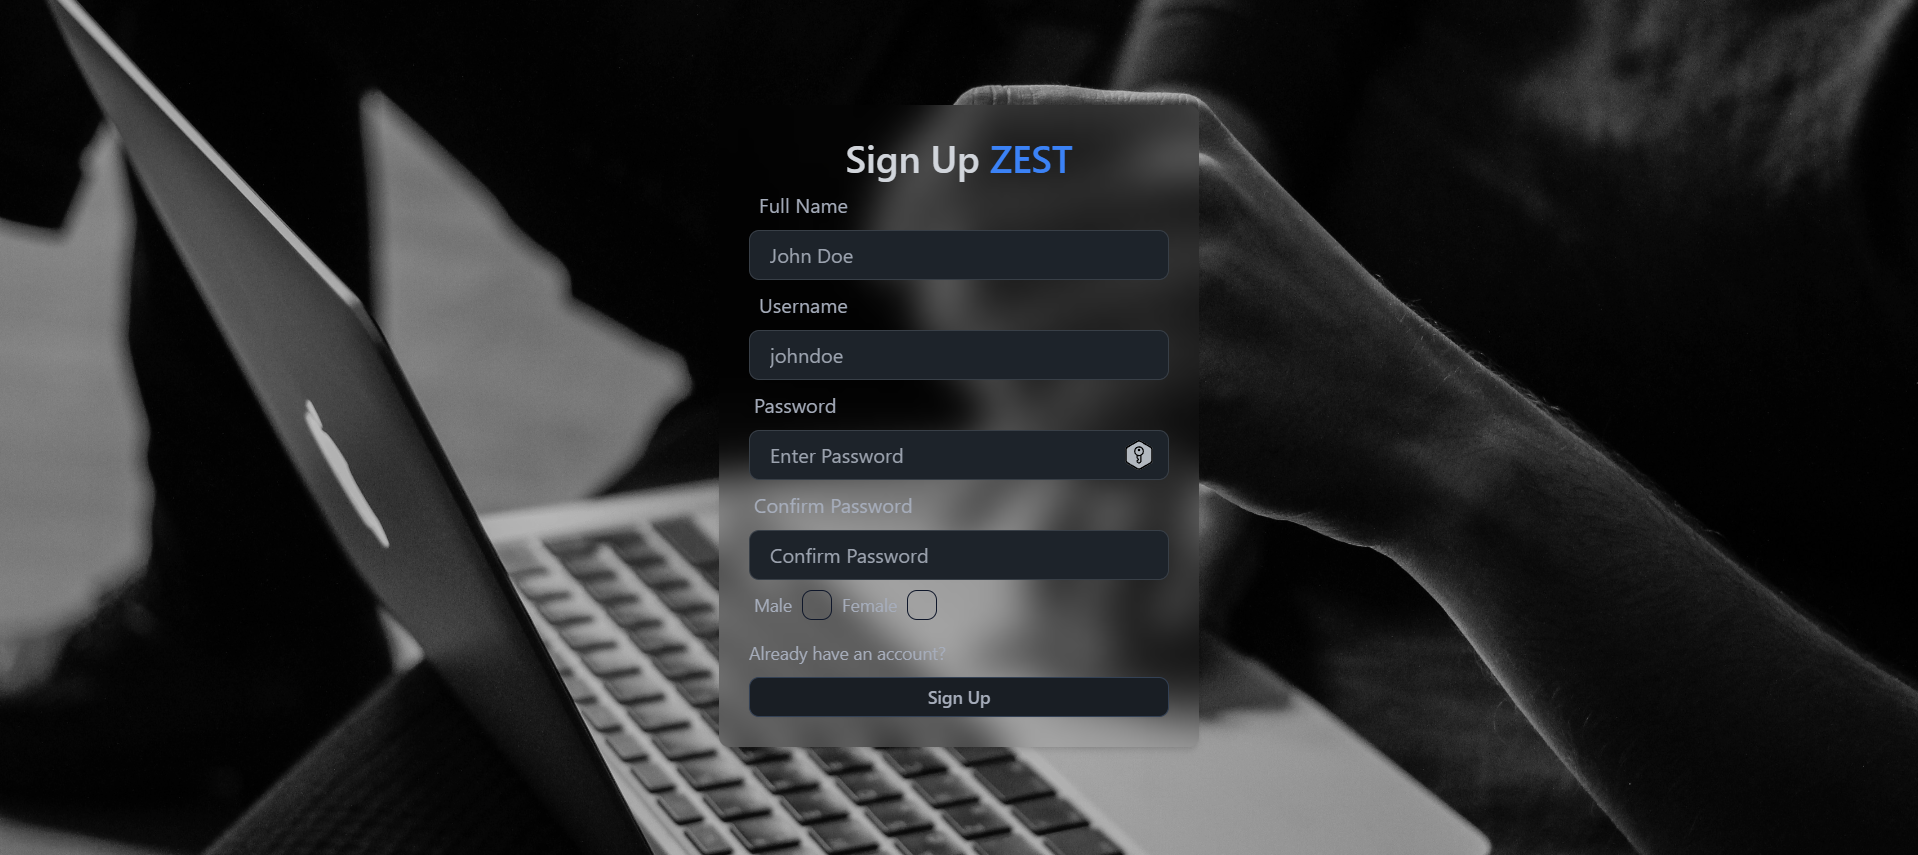 Sign Up ZEST
Full Name
John Doe
Username
johndoe
Password
Enter Password
Confirm Password
Confirm Password
Male Female
Already have an account?
Sign Up